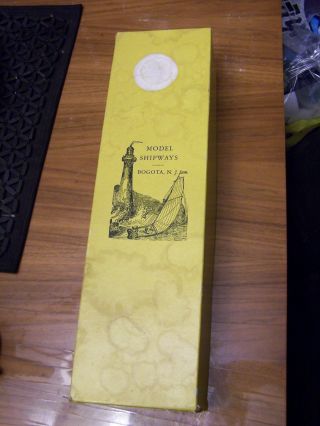 MODEL
SHIPWAYS
BOGOTA, N. J.